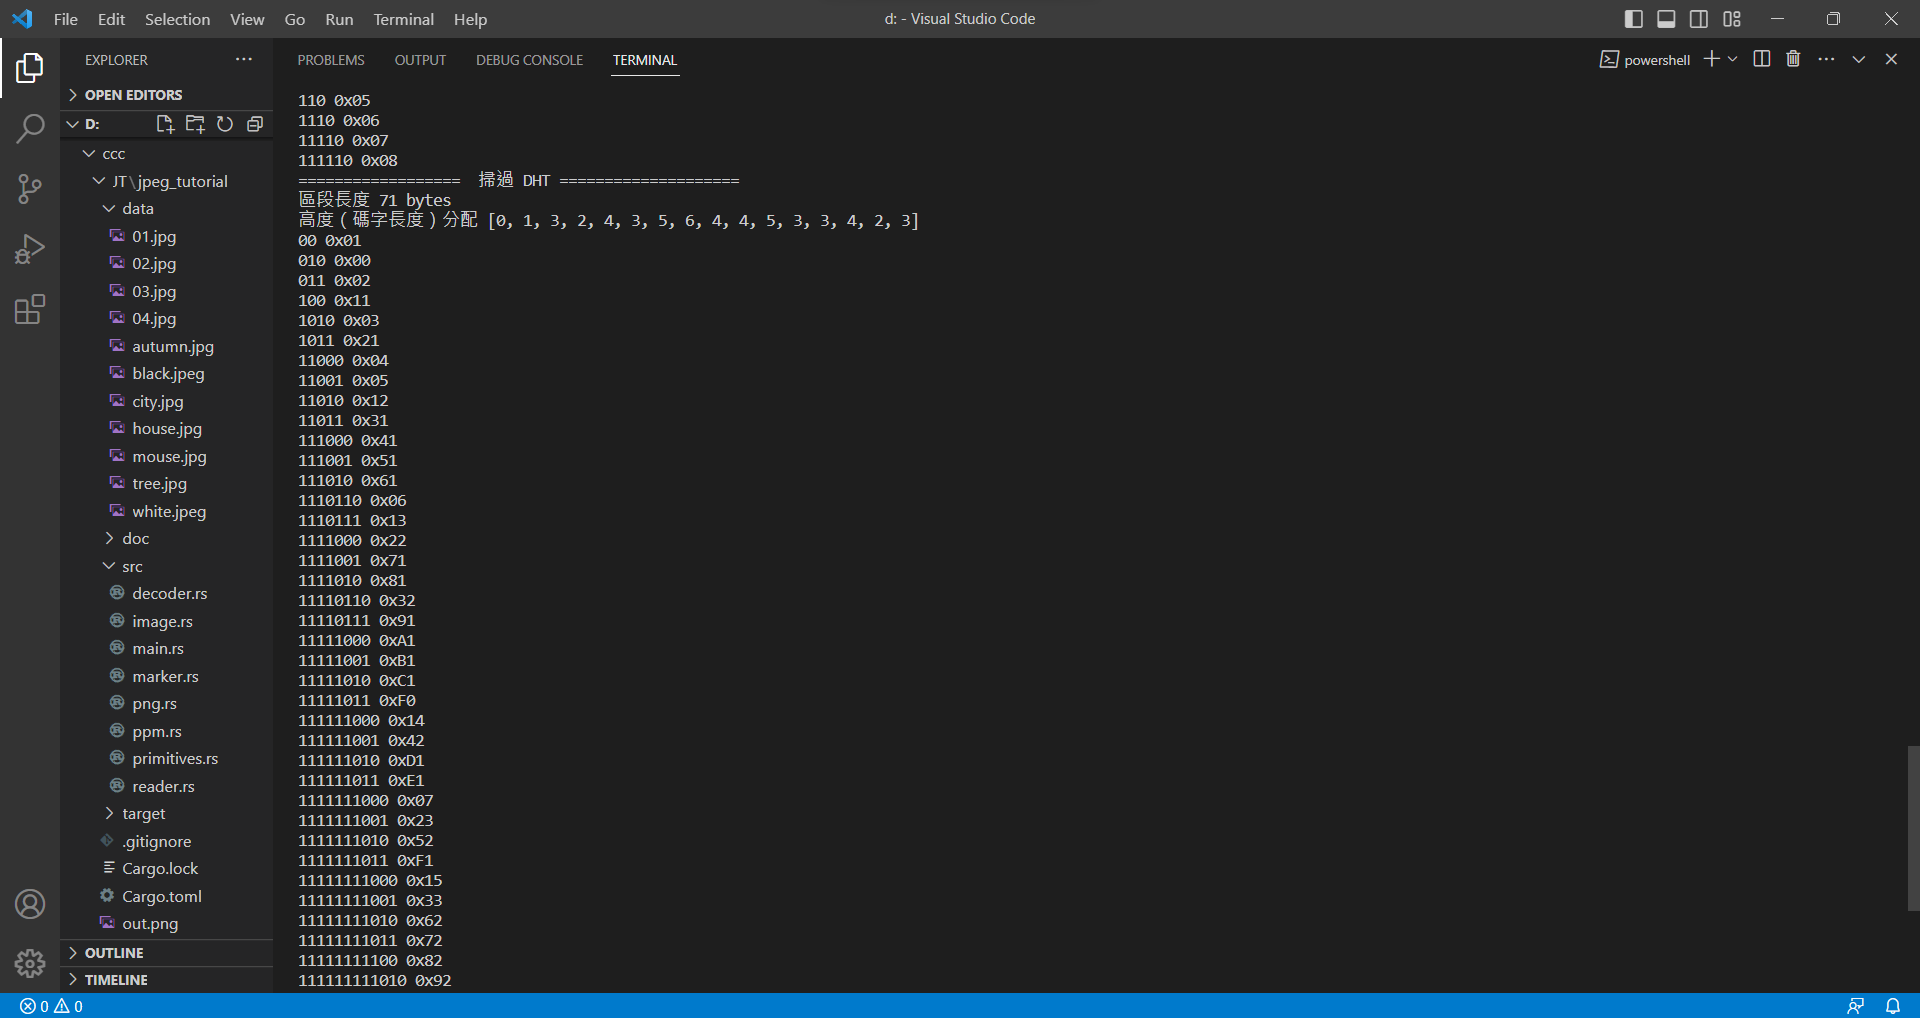 File Edit Selection View Go Run Terminal Help
d: - Visual Studio Code
EXPLORER
OPEN EDITORS
D:
ccc
JT\jpeg_tutorial
data
01.jpg
02.jpg
03.jpg
04.jpg
autumn.jpg
black.jpeg
city.jpg
house.jpg
mouse.jpg
tree.jpg
white.jpeg
doc
src
decoder.rs
image.rs
main.rs
marker.rs
png.rs
ppm.rs
primitives.rs
reader.rs
target
.gitignore
Cargo.lock
Cargo.toml
out.png
OUTLINE
TIMELINE
PROBLEMS OUTPUT DEBUG CONSOLE TERMINAL
powershell
110 0x05
1110 0x06
11110 0x07
111110 0x08
================== 掃過 DHT ====================
區段長度 71 bytes
高度（碼字長度）分配 [0, 1, 3, 2, 4, 3, 5, 6, 4, 4, 5, 3, 3, 4, 2, 3]
00 0x01
010 0x00
011 0x02
100 0x11
1010 0x03
1011 0x21
11000 0x04
11001 0x05
11010 0x12
11011 0x31
111000 0x41
111001 0x51
111010 0x61
1110110 0x06
1110111 0x13
1111000 0x22
1111001 0x71
1111010 0x81
11110110 0x32
11110111 0x91
11111000 0xA1
11111001 0xB1
11111010 0xC1
11111011 0xF0
111111000 0x14
111111001 0x42
111111010 0xD1
111111011 0xE1
1111111000 0x07
1111111001 0x23
1111111010 0x52
1111111011 0xF1
11111111000 0x15
11111111001 0x33
11111111010 0x62
11111111011 0x72
11111111100 0x82
111111111010 0x92
0 0